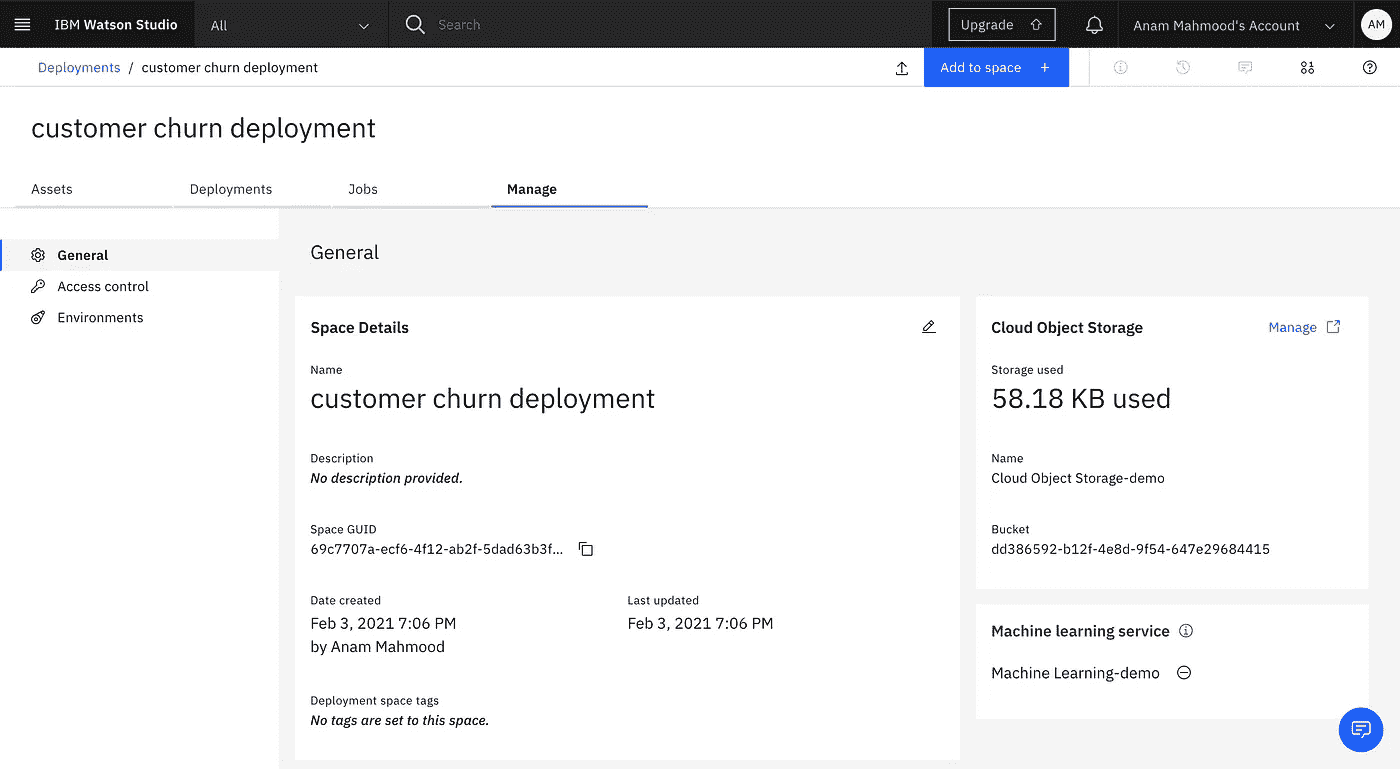 IBM Watson Studio
All
Search
Upgrade
Anam Mahmood's Account
AM
Deployments / customer churn deployment
Add to space +
customer churn deployment
Assets
Deployments
Jobs
Manage
General
Access control
Environments
General
Space Details
Name
customer churn deployment
Description
No description provided.
Space GUID
69c7707a-ecf6-4f12-ab2f-5dad63b3f...
Date created
Feb 3, 2021 7:06 PM
by Anam Mahmood
Last updated
Feb 3, 2021 7:06 PM
Deployment space tags
No tags are set to this space.
Cloud Object Storage
Manage
Storage used
58.18 KB used
Name
Cloud Object Storage-demo
Bucket
dd386592-b12f-4e8d-9f54-647e29684415
Machine learning service
Machine Learning-demo